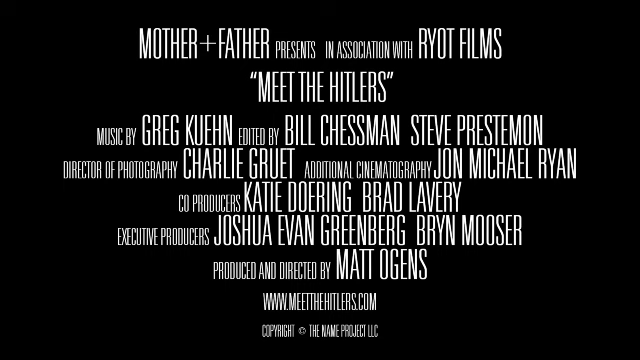 MOTHER+FATHER PRESENTS IN ASSOCIATION WITH RYOT FILMS
"MEET THE HITLERS"
MUSIC BY GREG KUEHN EDITED BY BILL CHESSMAN STEVE PRESTEMON
DIRECTOR OF PHOTOGRAPHY CHARLIE GRUET ADDITIONAL CINEMATOGRAPHY JON MICHAEL RYAN
CO PRODUCERS KATIE DOERING BRAD LAVERY
EXECUTIVE PRODUCERS JOSHUA EVAN GREENBERG BRYN MOOSER
PRODUCED AND DIRECTED BY MATT OGENS
WWW.MEETTHEHITLERS.COM
COPYRIGHT © THE NAME PROJECT LLC